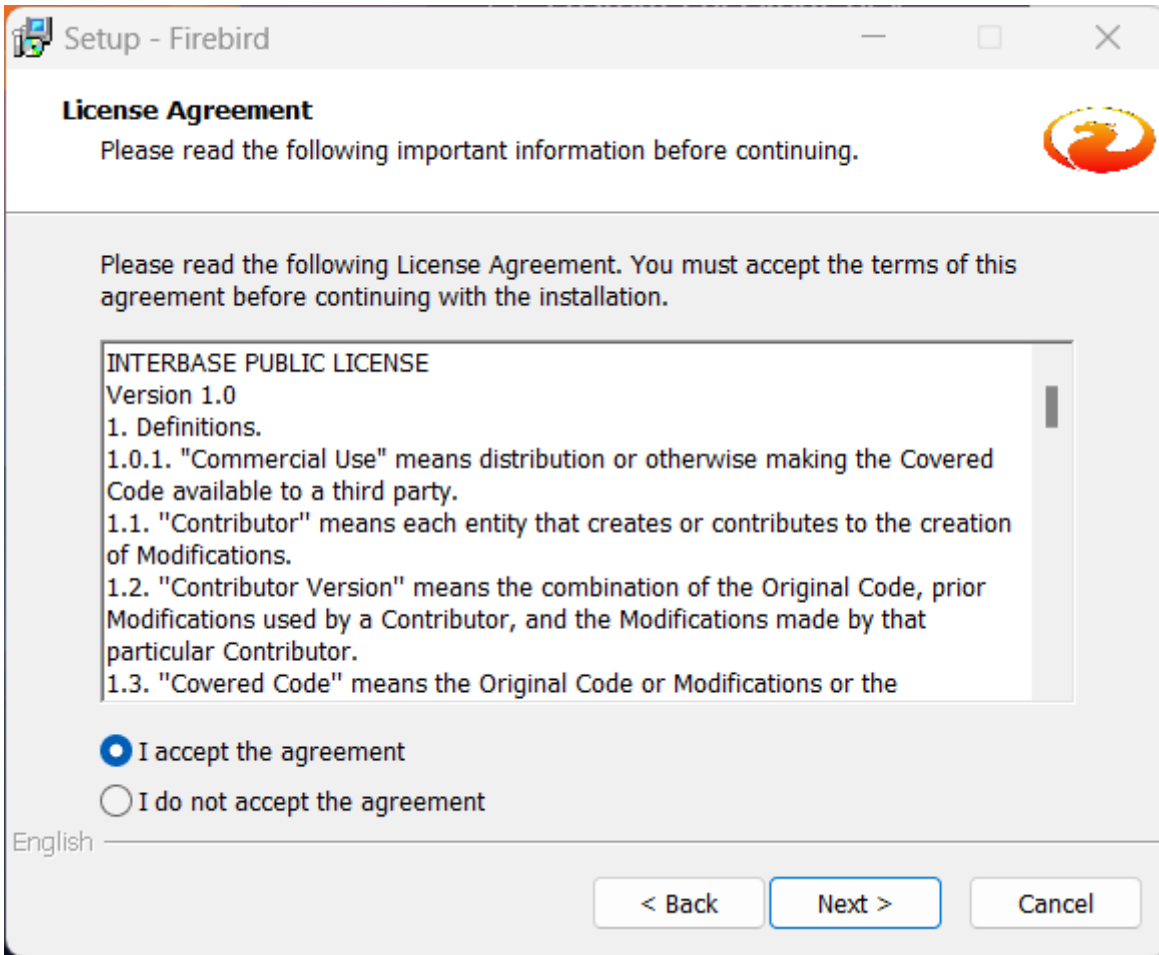 Setup - Firebird
License Agreement
Please read the following important information before continuing.
Please read the following License Agreement. You must accept the terms of this
agreement before continuing with the installation.
INTERBASE PUBLIC LICENSE
Version 1.0
1. Definitions.
1.0.1. "Commercial Use" means distribution or otherwise making the Covered
Code available to a third party.
1.1. "Contributor" means each entity that creates or contributes to the creation
of Modifications.
1.2. "Contributor Version" means the combination of the Original Code, prior
Modifications used by a Contributor, and the Modifications made by that
particular Contributor.
1.3. "Covered Code" means the Original Code or Modifications or the
I accept the agreement
I do not accept the agreement
English
< Back
Next >
Cancel